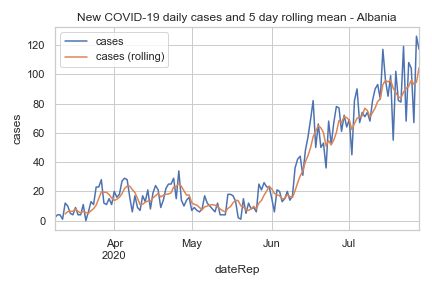 New COVID-19 daily cases and 5 day rolling mean - Albania
cases
cases (rolling)
120
100
80
60
40
20
0
cases
Apr
2020
May
Jun
Jul
dateRep